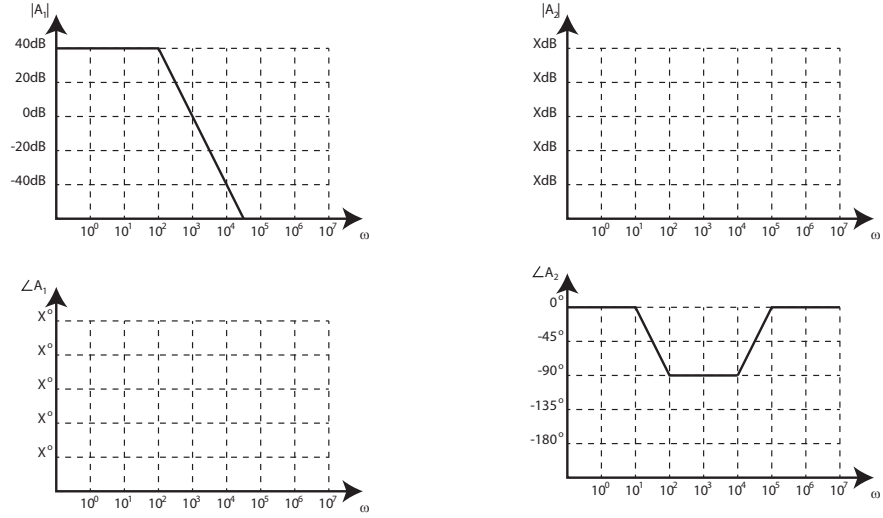 |A₁|
40dB
20dB
0dB
-20dB
-40dB
10⁰ 10¹ 10² 10³ 10⁴ 10⁵ 10⁶ 10⁷ ω
|A₂|
XdB
XdB
XdB
XdB
XdB
10⁰ 10¹ 10² 10³ 10⁴ 10⁵ 10⁶ 10⁷ ω
∠A₁
X°
X°
X°
X°
X°
10⁰ 10¹ 10² 10³ 10⁴ 10⁵ 10⁶ 10⁷ ω
∠A₂
0°
-45°
-90°
-135°
-180°
10⁰ 10¹ 10² 10³ 10⁴ 10⁵ 10⁶ 10⁷ ω